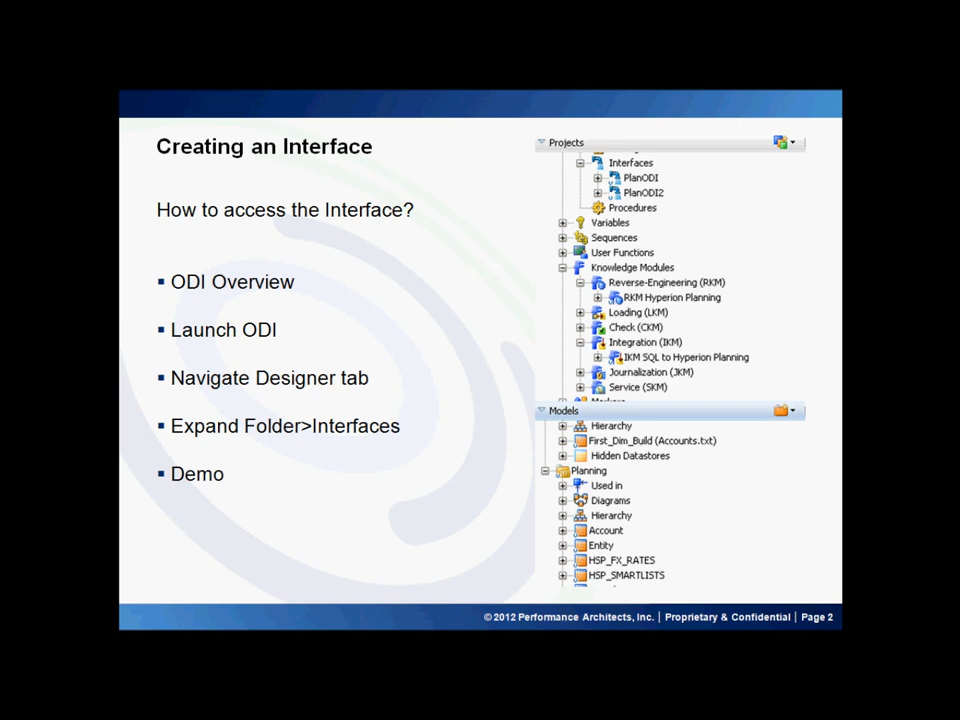 Creating an Interface
How to access the Interface?
ODI Overview
Launch ODI
Navigate Designer tab
Expand Folder>Interfaces
Demo
Projects
Interfaces
PlanODI
PlanODI2
Procedures
Variables
Sequences
User Functions
Knowledge Modules
Reverse-Engineering (RKM)
RKM Hyperion Planning
Loading (LKM)
Check (CKM)
Integration (IKM)
IKM SQL to Hyperion Planning
Journalization (JKM)
Service (SKM)
Models
Hierarchy
First_Dim_Build (Accounts.txt)
Hidden Datastores
Planning
Used in
Diagrams
Hierarchy
Account
Entity
HSP_FX_RATES
HSP_SMARTLISTS
© 2012 Performance Architects, Inc. | Proprietary & Confidential | Page 2